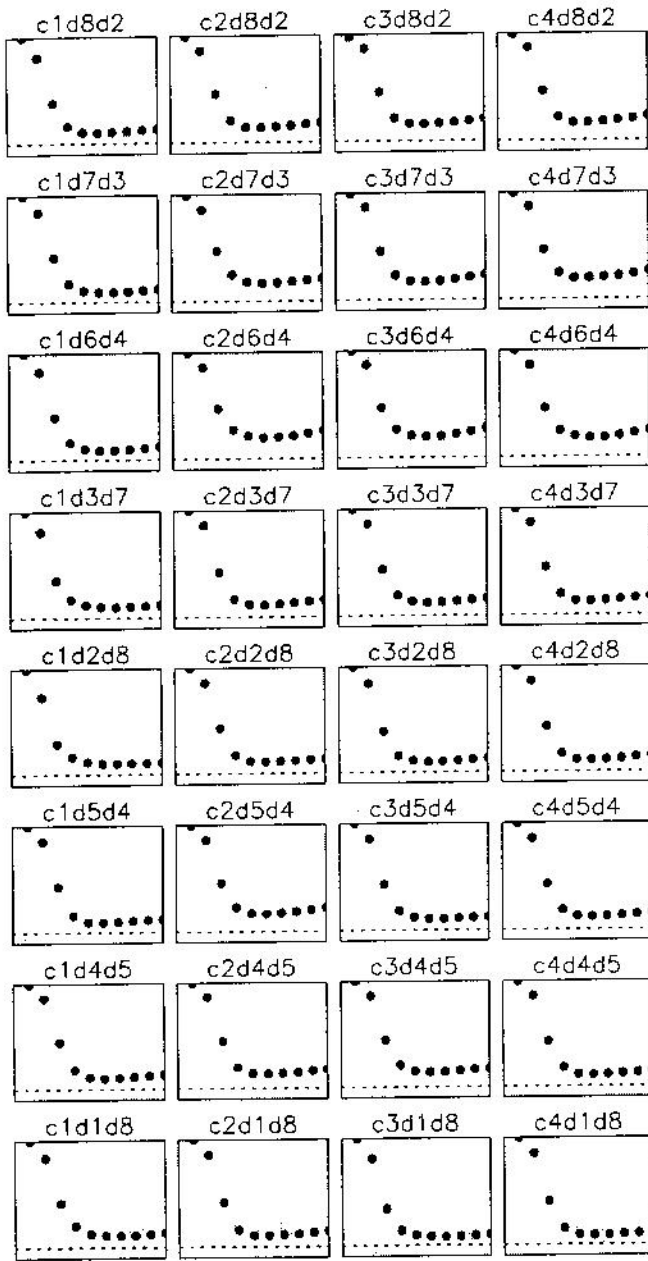 c1d8d2 c2d8d2 c3d8d2 c4d8d2
c1d7d3 c2d7d3 c3d7d3 c4d7d3
c1d6d4 c2d6d4 c3d6d4 c4d6d4
c1d3d7 c2d3d7 c3d3d7 c4d3d7
c1d2d8 c2d2d8 c3d2d8 c4d2d8
c1d5d4 c2d5d4 c3d5d4 c4d5d4
c1d4d5 c2d4d5 c3d4d5 c4d4d5
c1d1d8 c2d1d8 c3d1d8 c4d1d8